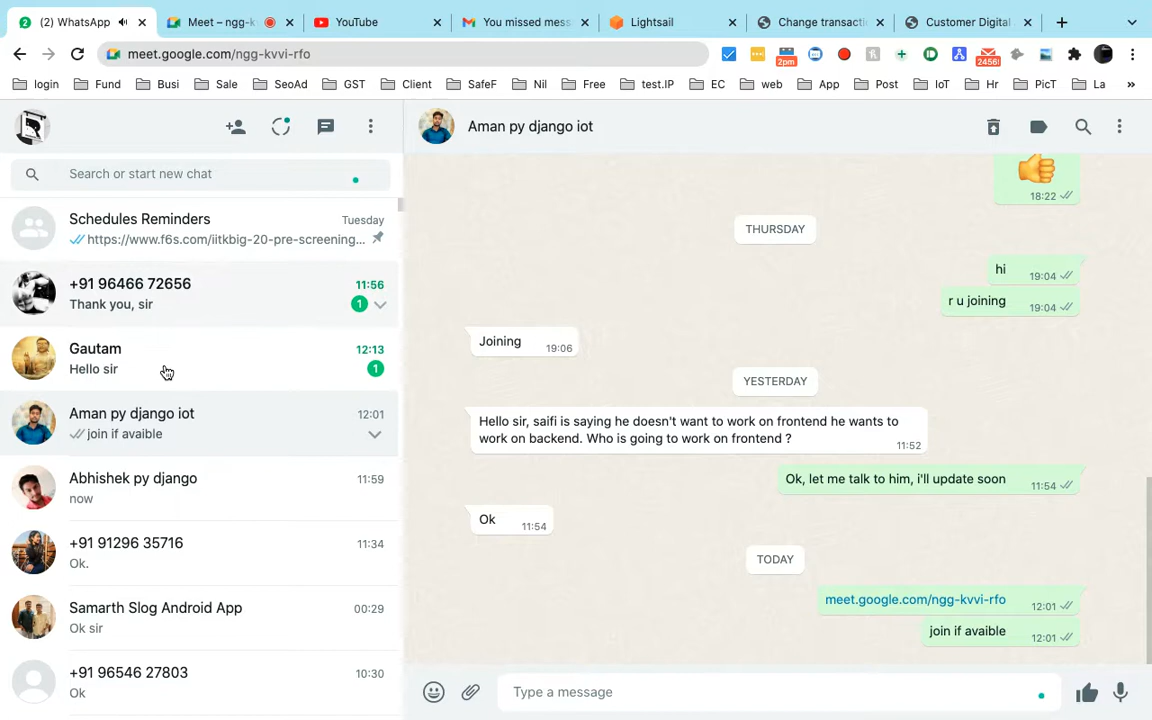 2 (2) WhatsApp
Meet – ngg-k
YouTube
You missed mes
Lightsail
Change transacti
Customer Digital
meet.google.com/ngg-kvvi-rfo
2pm
2456!
login Fund Busi Sale SeoAd GST Client SafeF Nil Free test.IP EC web App Post IoT Hr PicT La »
Aman py django iot
Search or start new chat
Schedules Reminders Tuesday
https://www.f6s.com/iitkbig-20-pre-screening...
+91 96466 72656 11:56
Thank you, sir 1
Gautam 12:13
Hello sir 1
Aman py django iot 12:01
join if avaible
Abhishek py django 11:59
now
+91 91296 35716 11:34
Ok.
Samarth Slog Android App 00:29
Ok sir
+91 96546 27803 10:30
Ok
18:22
THURSDAY
hi 19:04
r u joining 19:04
Joining 19:06
YESTERDAY
Hello sir, saifi is saying he doesn't want to work on frontend he wants to
work on backend. Who is going to work on frontend ? 11:52
Ok, let me talk to him, i'll update soon 11:54
Ok 11:54
TODAY
meet.google.com/ngg-kvvi-rfo 12:01
join if avaible 12:01
Type a message